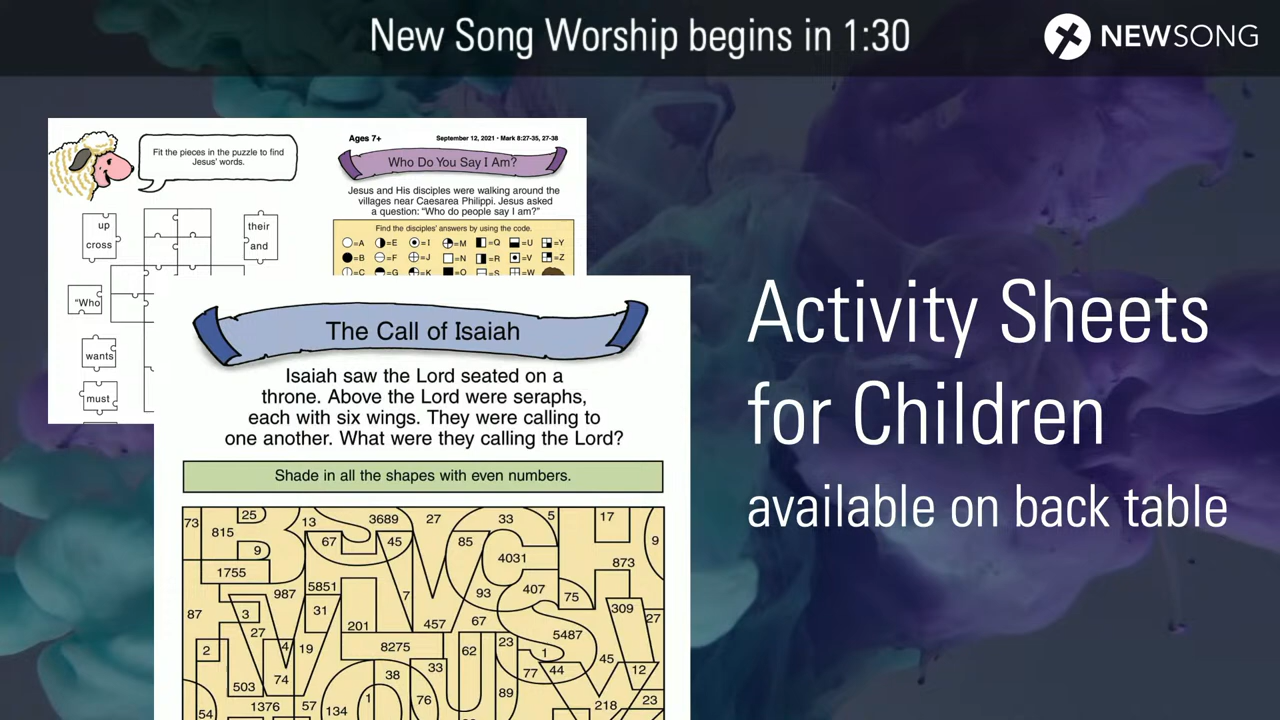 New Song Worship begins in 1:30
NEWSONG
Fit the pieces in the puzzle to find
Jesus' words.
up
cross
their
and
"Who
wants
must
Ages 7+
September 12, 2021 • Mark 8:27-35, 27-38
Who Do You Say I Am?
Jesus and His disciples were walking around the
villages near Caesarea Philippi. Jesus asked
a question: "Who do people say I am?"
Find the disciples' answers by using the code.
=A =E =I =M =Q =U =Y
=B =F =J =N =R =V =Z
=C =G =K =O =S =W
The Call of Isaiah
Isaiah saw the Lord seated on a
throne. Above the Lord were seraphs,
each with six wings. They were calling to
one another. What were they calling the Lord?
Shade in all the shapes with even numbers.
73 815 25 13 3689 27 33 5 17
9 67 45 85 4031 9
1755 873
987 5851 7 93 407 75
87 3 31 309 27
27 201 457 67 5487
2 4 19 8275 62 23 1 45
503 74 38 33 77 44 12
54 1376 57 134 1 76 89 218 23
Activity Sheets
for Children
available on back table